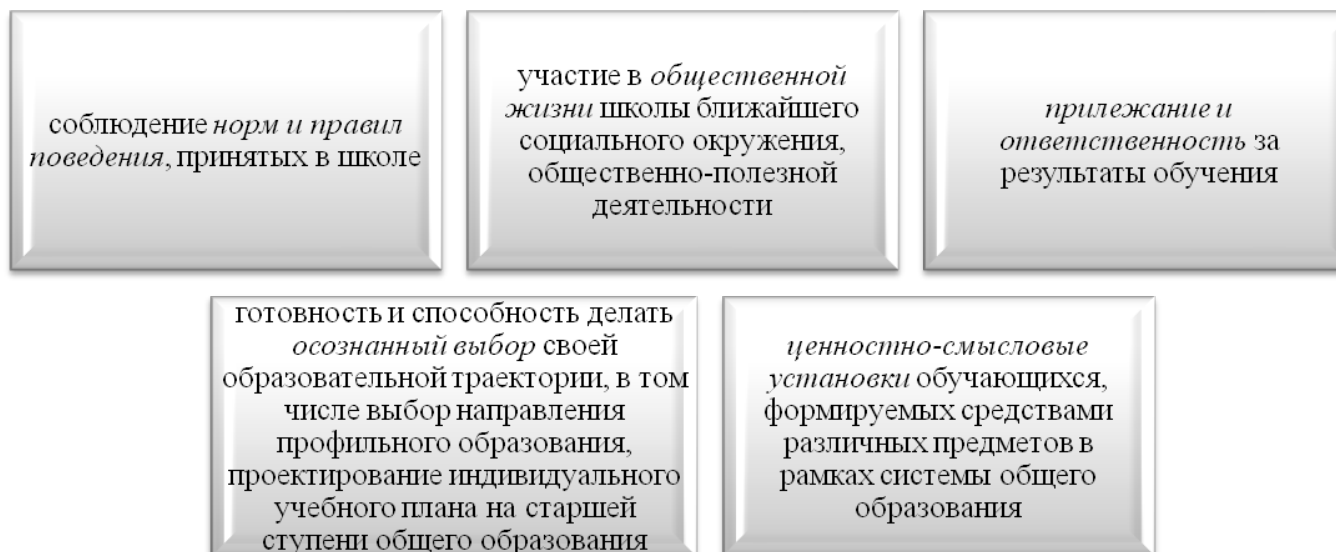 соблюдение норм и правил
поведения, принятых в школе
участие в общественной
жизни школы ближайшего
социального окружения,
общественно-полезной
деятельности
прилежание и
ответственность за
результаты обучения
готовность и способность делать
осознанный выбор своей
образовательной траектории, в том
числе выбор направления
профильного образования,
проектирование индивидуального
учебного плана на старшей
ступени общего образования
ценностно-смысловые
установки обучающихся,
формируемых средствами
различных предметов в
рамках системы общего
образования